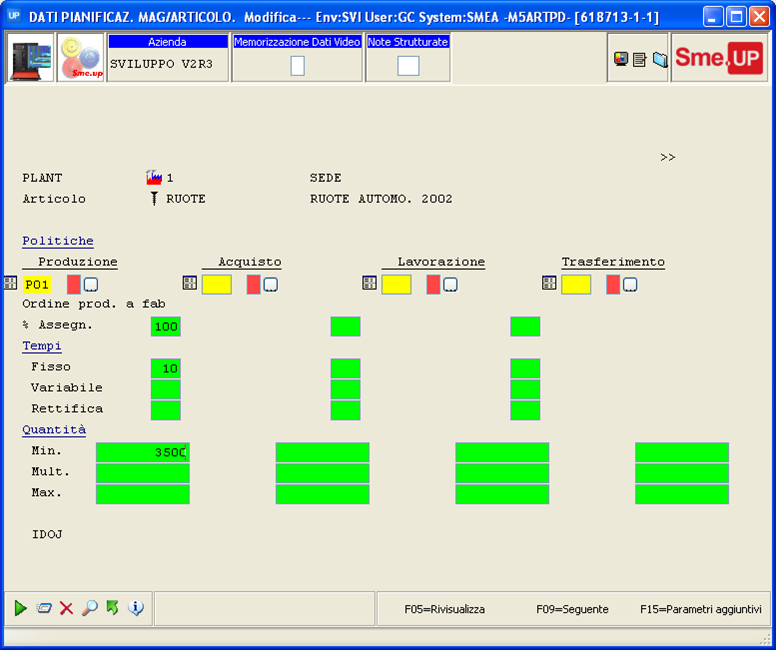 UP DATI PIANIFICAZ. MAG/ARTICOLO. Modifica--- Env:SVI User:GC System:SMEA -M5ARTPD- [618713-1-1]
Sme.up
Azienda
SVILUPPO V2R3
Memorizzazione Dati Video
Note Strutturate
Sme.UP
>>
PLANT 1 SEDE
Articolo RUOTE RUOTE AUTOMO. 2002
Politiche
Produzione Acquisto Lavorazione Trasferimento
P01
Ordine prod. a fab
% Assegn. 100
Tempi
Fisso 10
Variabile
Rettifica
Quantità
Min. 3500
Mult.
Max.
IDOJ
F05=Rivisualizza F09=Seguente F15=Parametri aggiuntivi